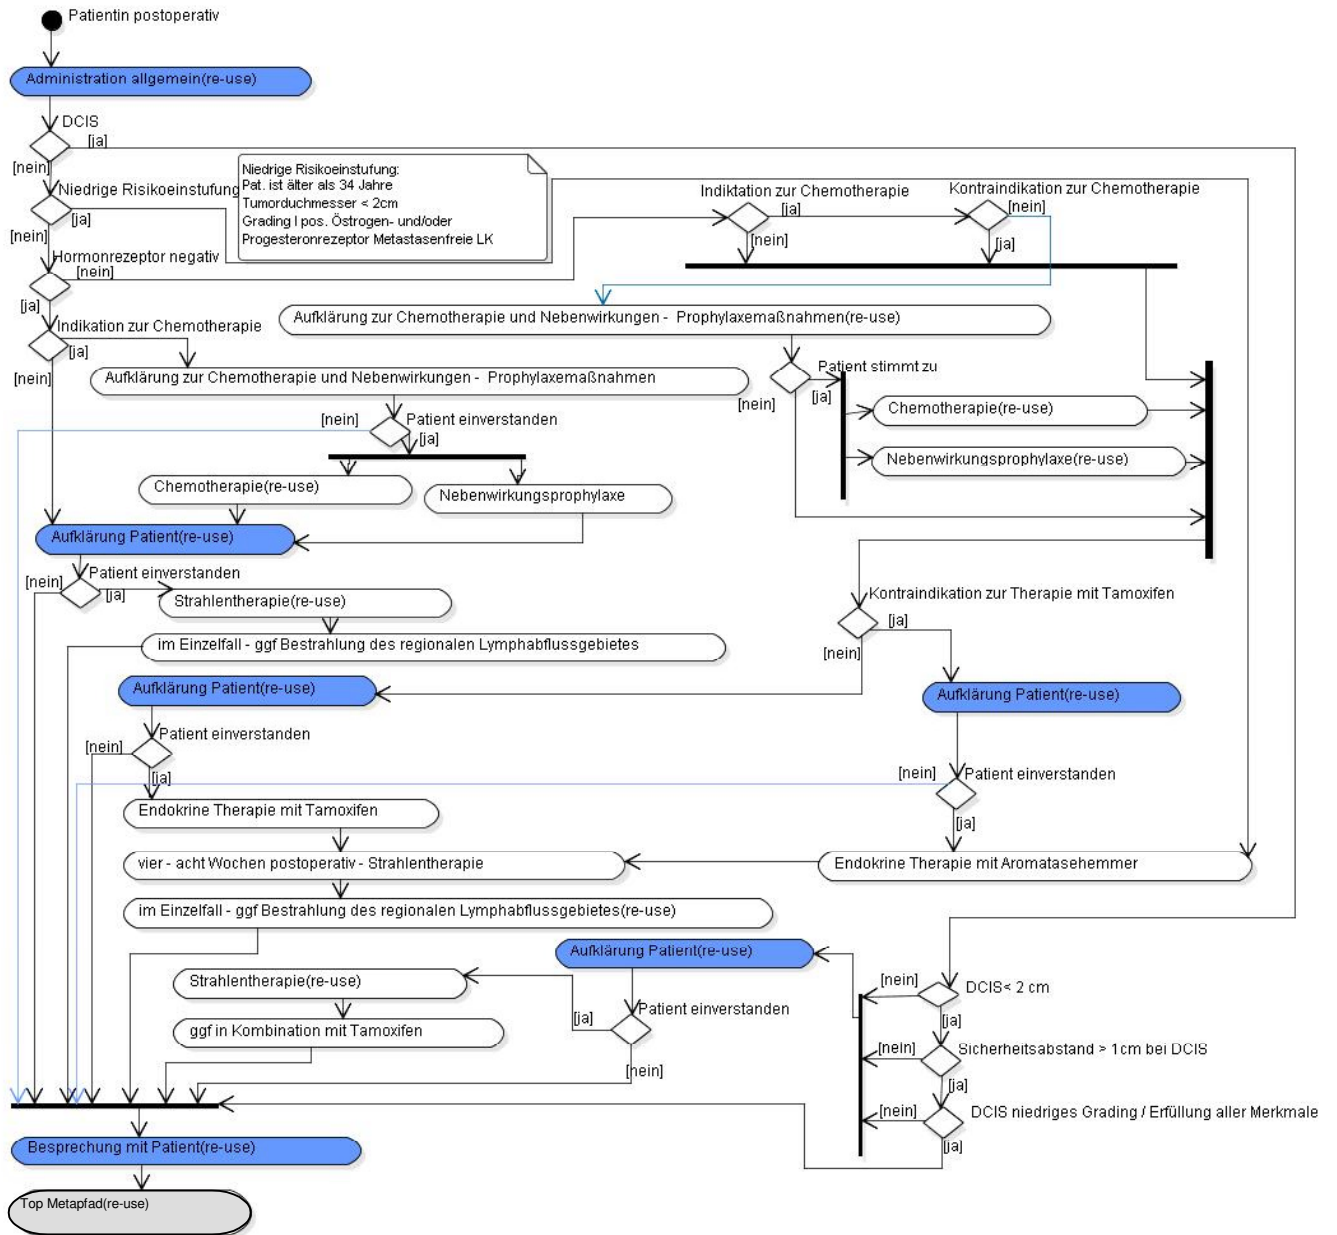 Patientin postoperativ
Administration allgemein(re-use)
DCIS
[ja]
[nein]
Niedrige Risikoeinstufung
[ja]
[nein]
Niedrige Risikoeinstufung:
Pat. ist älter als 34 Jahre
Tumorduchmesser < 2cm
Grading I pos. Östrogen- und/oder
Progesteronrezeptor Metastasenfreie LK
Indiktation zur Chemotherapie
[ja]
[nein]
Kontraindikation zur Chemotherapie
[nein]
[ja]
Hormonrezeptor negativ
[nein]
[ja]
Aufklärung zur Chemotherapie und Nebenwirkungen - Prophylaxemaßnahmen(re-use)
Indikation zur Chemotherapie
[ja]
[nein]
Aufklärung zur Chemotherapie und Nebenwirkungen - Prophylaxemaßnahmen
Patient stimmt zu
[nein]
[ja]
Chemotherapie(re-use)
Nebenwirkungsprophylaxe(re-use)
[nein]
Patient einverstanden
[ja]
Chemotherapie(re-use)
Nebenwirkungsprophylaxe
Aufklärung Patient(re-use)
Patient einverstanden
[nein]
[ja]
Strahlentherapie(re-use)
im Einzelfall - ggf Bestrahlung des regionalen Lymphabflussgebietes
Kontraindikation zur Therapie mit Tamoxifen
[ja]
[nein]
Aufklärung Patient(re-use)
Aufklärung Patient(re-use)
Patient einverstanden
[nein]
[ja]
[nein]
Patient einverstanden
[ja]
Endokrine Therapie mit Tamoxifen
vier - acht Wochen postoperativ - Strahlentherapie
Endokrine Therapie mit Aromatasehemmer
im Einzelfall - ggf Bestrahlung des regionalen Lymphabflussgebietes(re-use)
Aufklärung Patient(re-use)
Strahlentherapie(re-use)
Patient einverstanden
[ja]
[nein]
ggf in Kombination mit Tamoxifen
[nein]
DCIS< 2 cm
[ja]
[nein]
Sicherheitsabstand > 1cm bei DCIS
[ja]
[nein]
DCIS niedriges Grading / Erfüllung aller Merkmale
[ja]
Besprechung mit Patient(re-use)
Top Metapfad(re-use)